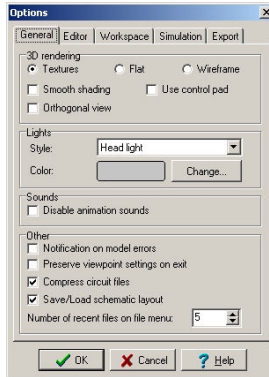 Options
General Editor Workspace Simulation Export
3D rendering
Textures Flat Wireframe
Smooth shading Use control pad
Orthogonal view
Lights
Style: Head light
Color: Change...
Sounds
Disable animation sounds
Other
Notification on model errors
Preserve viewpoint settings on exit
Compress circuit files
Save/Load schematic layout
Number of recent files on file menu: 5
OK Cancel Help